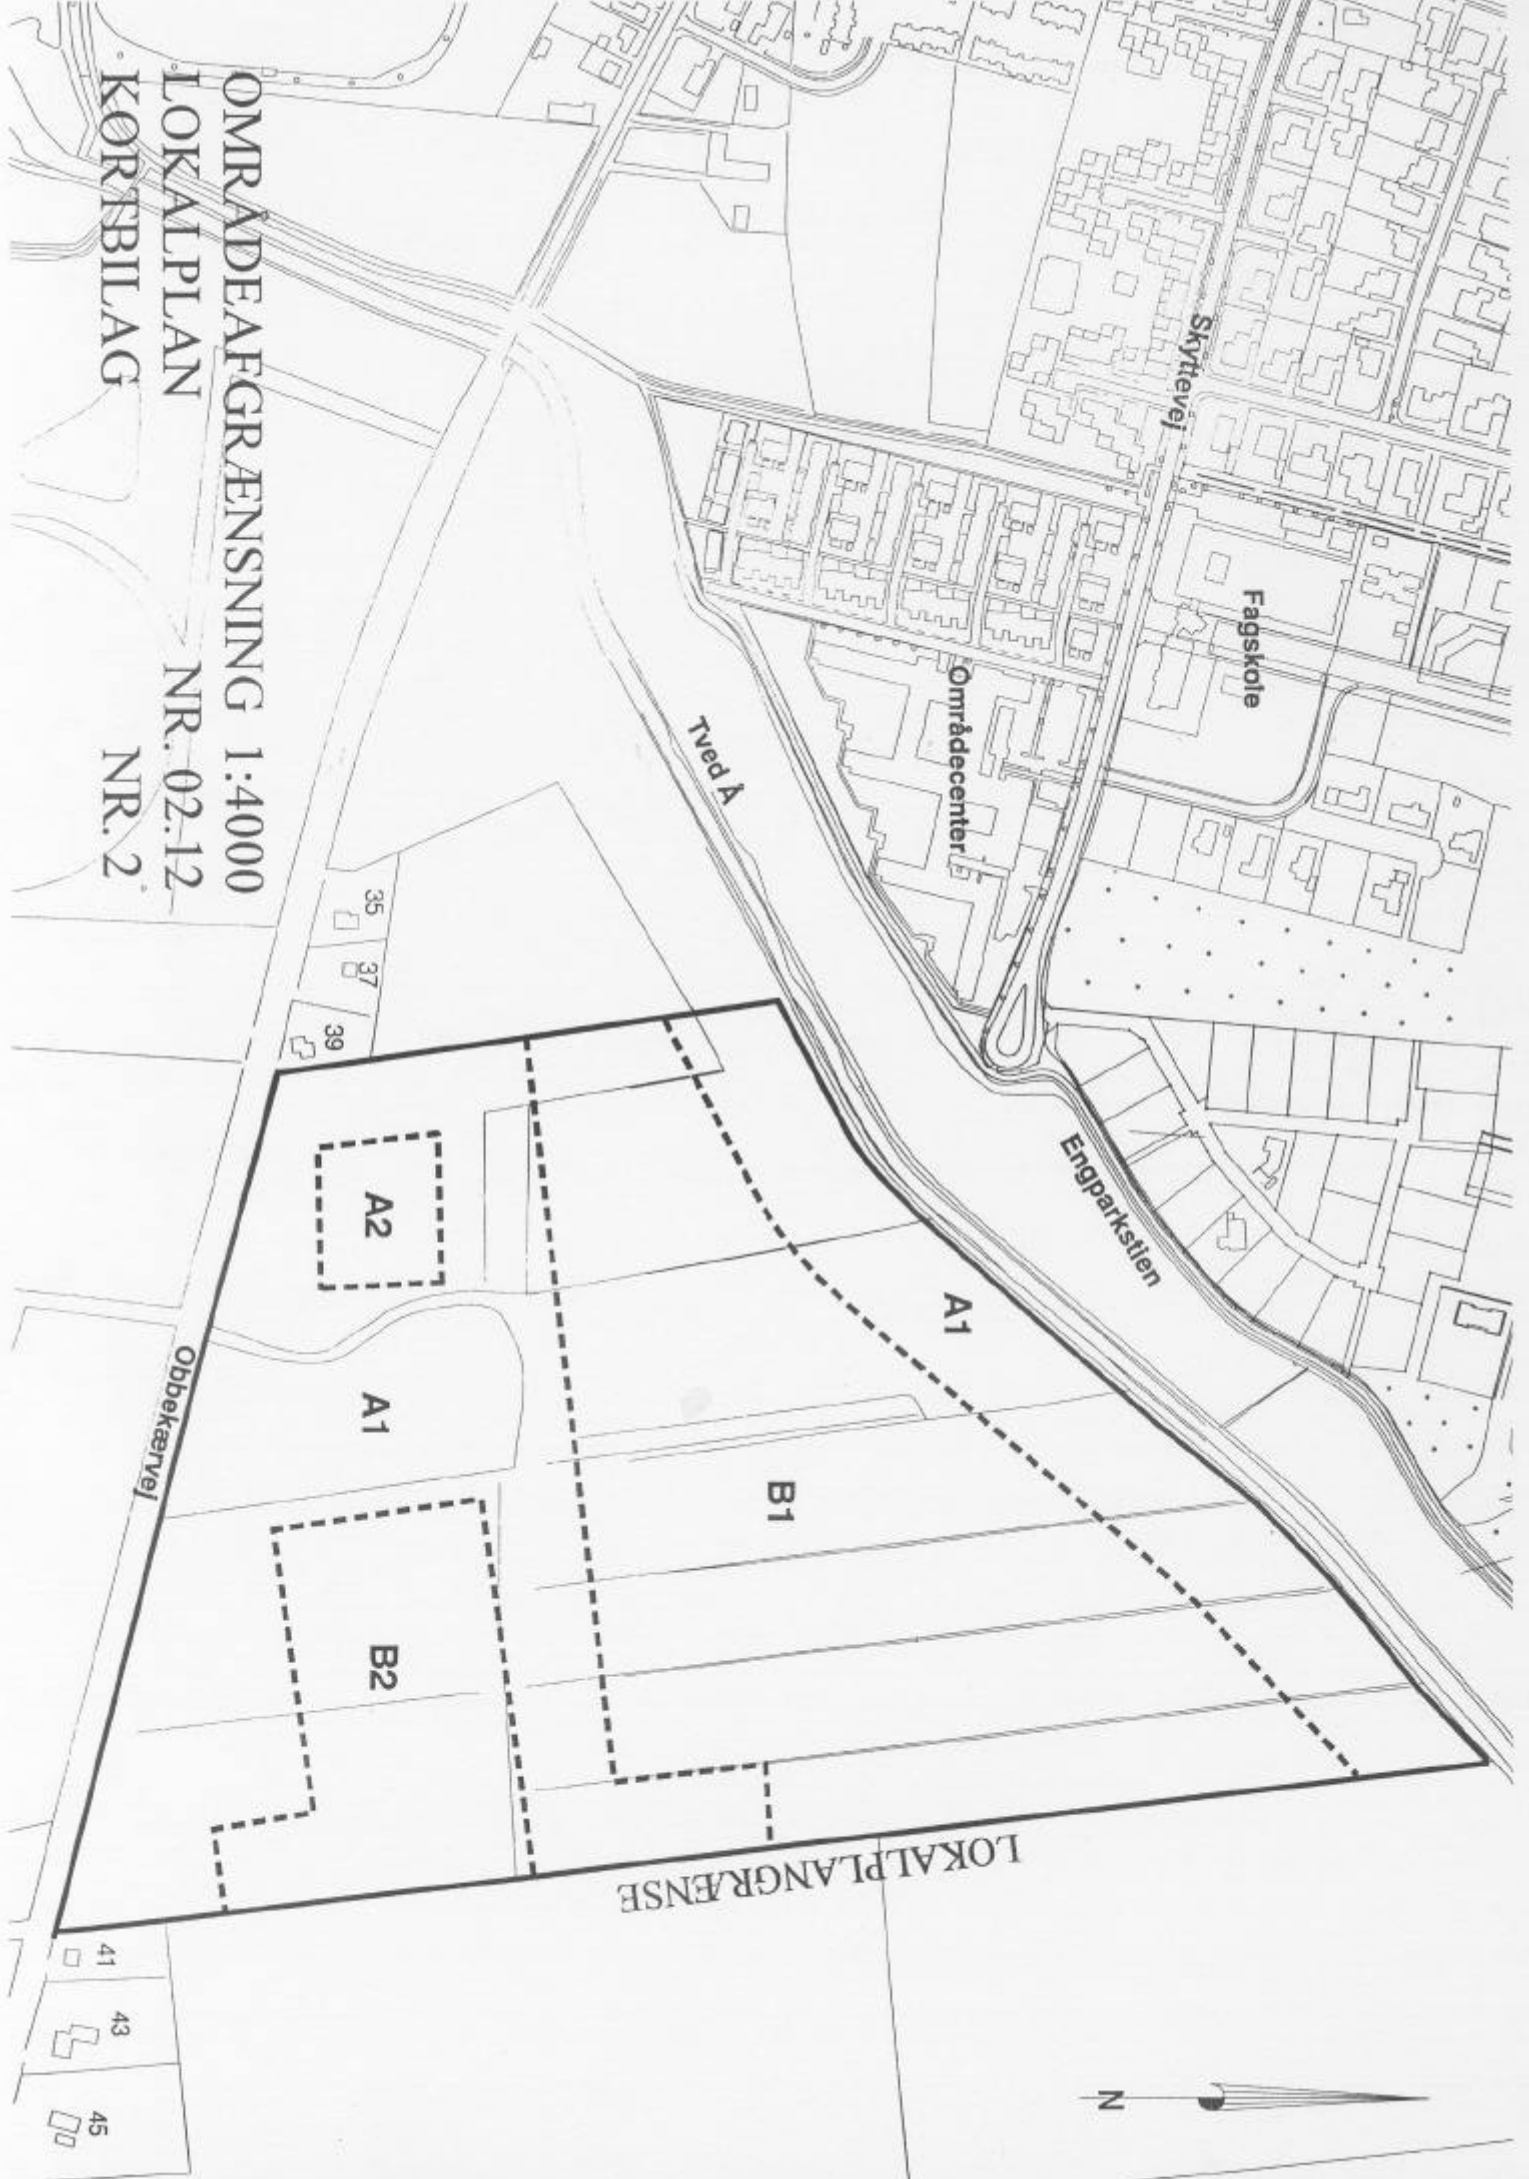 Skyttevej
Fagskole
Områdecenter
Tved Å
Engparkstien
A1
B1
A2
A1
B2
Obbekærvej
35
37
39
41
43
45
LOKALPLANGRÆNSE
N
OMRÅDEAFGRÆNSNING 1:4000
LOKALPLAN NR. 02-12
KORTBILAG NR. 2